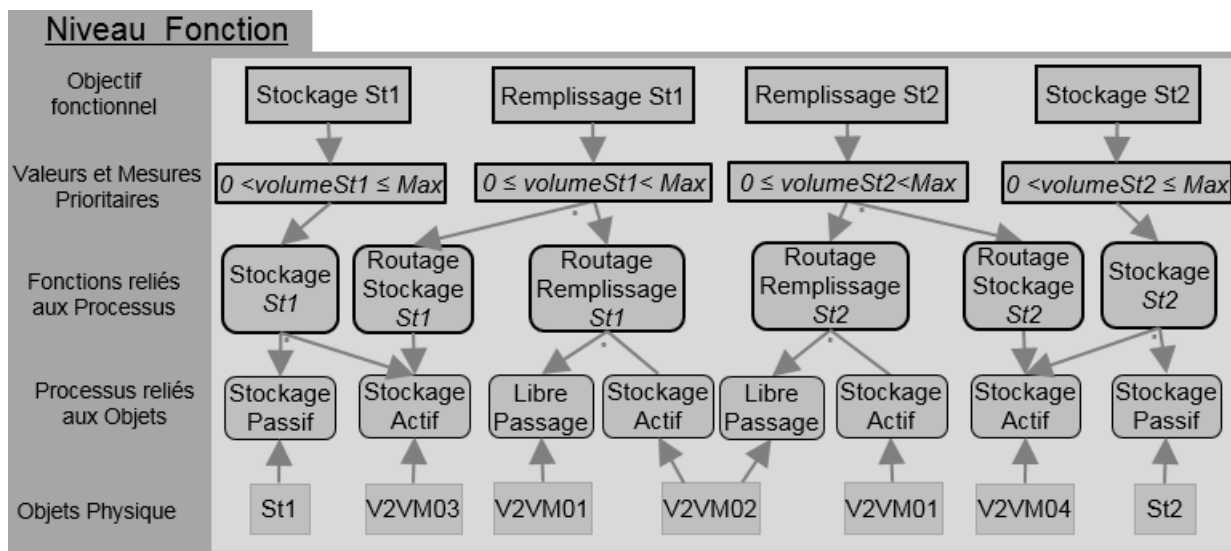 Niveau Fonction
Objectif
fonctionnel
Stockage St1
Remplissage St1
Remplissage St2
Stockage St2
Valeurs et Mesures
Prioritaires
0 <volumeSt1 ≤ Max
0 ≤ volumeSt1< Max
0 ≤ volumeSt2<Max
0 <volumeSt2 ≤ Max
Fonctions reliés
aux Processus
Stockage
St1
Routage
Stockage
St1
Routage
Remplissage
St1
Routage
Remplissage
St2
Routage
Stockage
St2
Stockage
St2
Processus reliés
aux Objets
Stockage
Passif
Stockage
Actif
Libre
Passage
Stockage
Actif
Libre
Passage
Stockage
Actif
Stockage
Actif
Stockage
Passif
Objets Physique
St1
V2VM03
V2VM01
V2VM02
V2VM01
V2VM04
St2